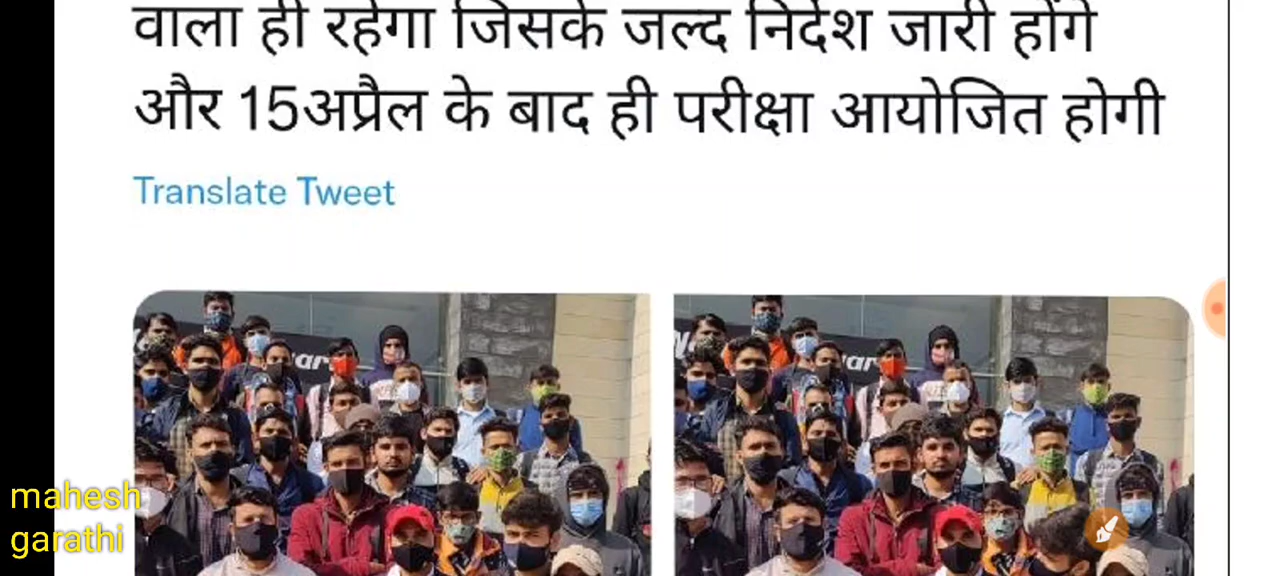 वाला ही रहेगा जिसके जल्द निर्देश जारी होंगे
और 15अप्रैल के बाद ही परीक्षा आयोजित होगी
Translate Tweet
mahesh
garathi